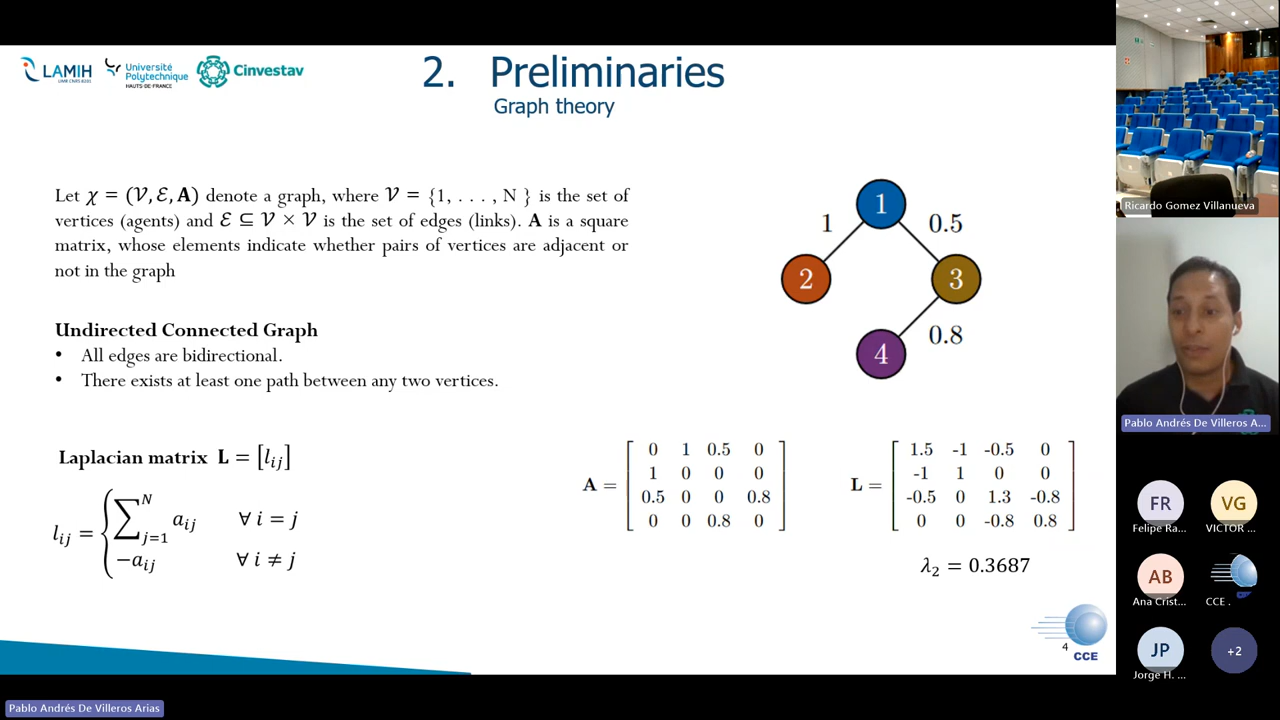 LAMIH
UMR CNRS 8201
Université
Polytechnique
HAUTS-DE-FRANCE
Cinvestav
2. Preliminaries
Graph theory
Let χ = (𝒱, ℰ, A) denote a graph, where 𝒱 = {1, . . . , N } is the set of
vertices (agents) and ℰ ⊆ 𝒱 × 𝒱 is the set of edges (links). A is a square
matrix, whose elements indicate whether pairs of vertices are adjacent or
not in the graph
Undirected Connected Graph
• All edges are bidirectional.
• There exists at least one path between any two vertices.
Laplacian matrix L = [l_ij]
l_ij = { ∑_{j=1}^N a_ij ∀ i = j
−a_ij ∀ i ≠ j
1
1
0.5
2
3
4
0.8
A =
0 1 0.5 0
1 0 0 0
0.5 0 0 0.8
0 0 0.8 0
L =
1.5 -1 -0.5 0
-1 1 0 0
-0.5 0 1.3 -0.8
0 0 -0.8 0.8
λ₂ = 0.3687
4
CCE
Ricardo Gomez Villanueva
Pablo Andrés De Villeros A...
FR
Felipe Ra...
VG
VICTOR ...
AB
Ana Crist...
CCE .
JP
Jorge H. ...
+2
Pablo Andrés De Villeros Arias